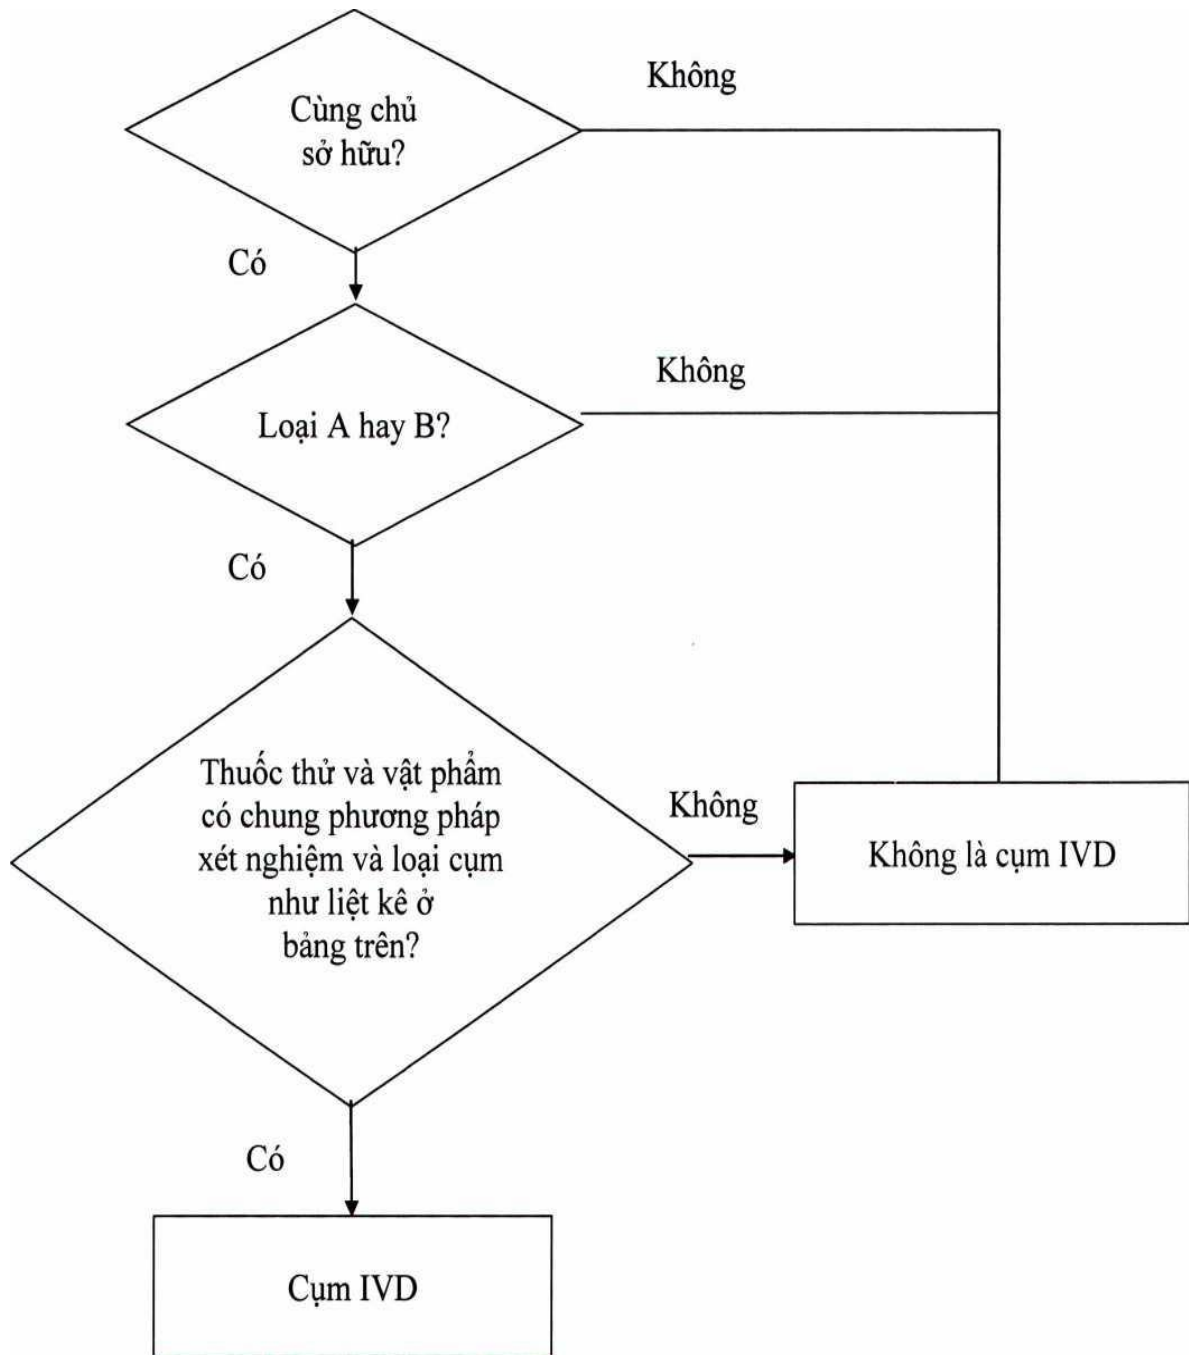 Không
Cùng chủ
sở hữu?
Có
Không
Loại A hay B?
Có
Thuốc thử và vật phẩm
có chung phương pháp
xét nghiệm và loại cụm
như liệt kê ở
bảng trên?
Không
Không là cụm IVD
Có
Cụm IVD